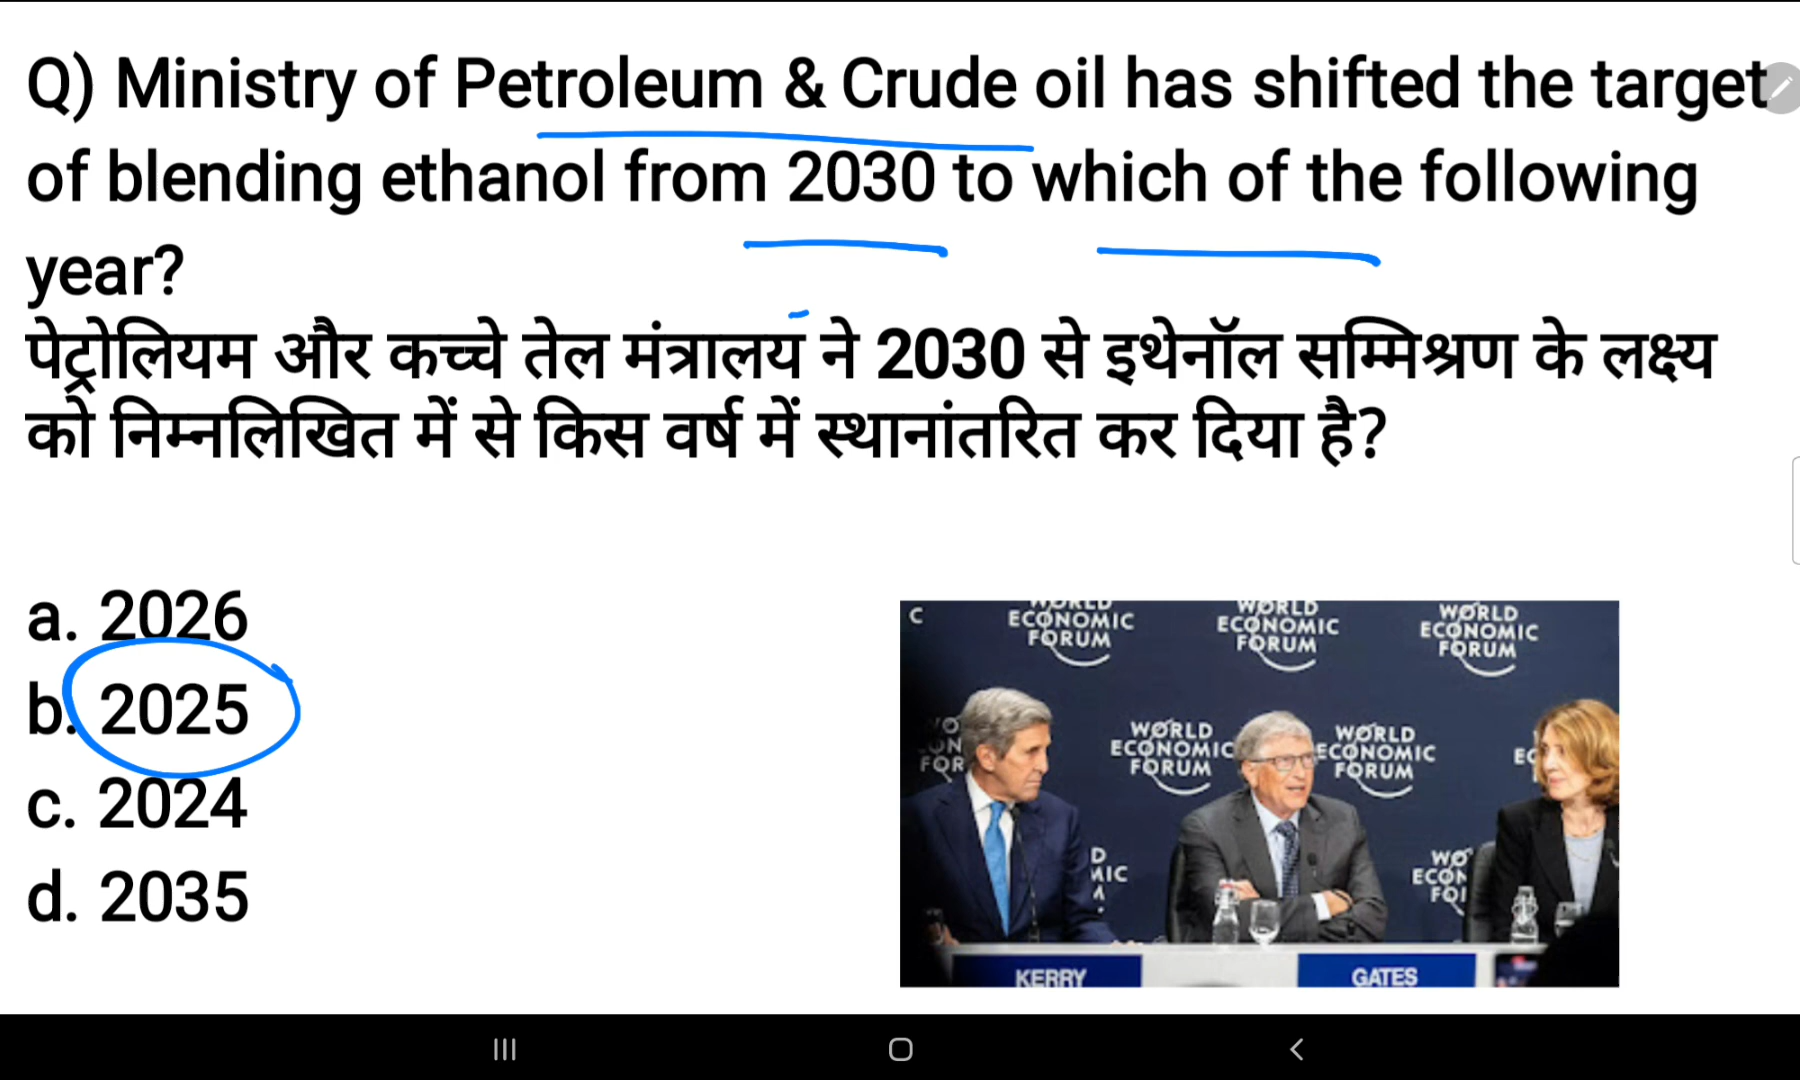 Q) Ministry of Petroleum & Crude oil has shifted the target
of blending ethanol from 2030 to which of the following
year?
पेट्रोलियम और कच्चे तेल मंत्रालय ने 2030 से इथेनॉल सम्मिश्रण के लक्ष्य
को निम्नलिखित में से किस वर्ष में स्थानांतरित कर दिया है?
a. 2026
b. 2025
c. 2024
d. 2035
C
WORLD
ECONOMIC
FORUM
WORLD
ECONOMIC
FORUM
WORLD
ECONOMIC
FORUM
WORLD
ECONOMIC
FORUM
WORLD
ECONOMIC
FORUM
KERRY
GATES